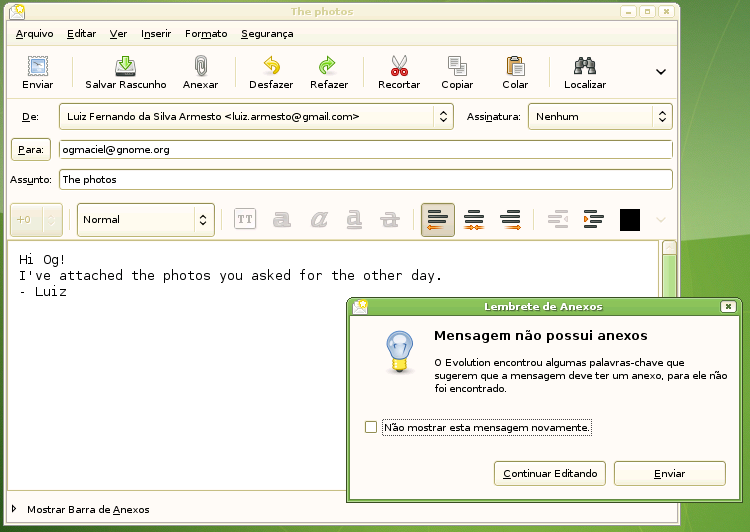 The photos
Arquivo Editar Ver Inserir Formato Segurança
Enviar Salvar Rascunho Anexar Desfazer Refazer Recortar Copiar Colar Localizar
De: Luiz Fernando da Silva Armesto <luiz.armesto@gmail.com> Assinatura: Nenhum
Para: ogmaciel@gnome.org
Assunto: The photos
+0 Normal TT a a a a
Hi Og!
I've attached the photos you asked for the other day.
- Luiz
Lembrete de Anexos
Mensagem não possui anexos
O Evolution encontrou algumas palavras-chave que
sugerem que a mensagem deve ter um anexo, para ele não
foi encontrado.
Não mostrar esta mensagem novamente.
Continuar Editando Enviar
Mostrar Barra de Anexos